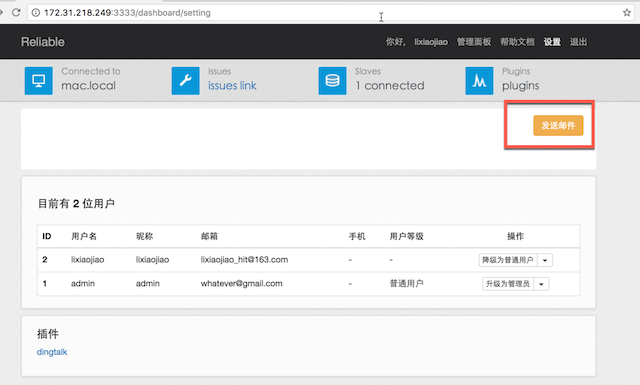 172.31.218.249:3333/dashboard/setting
Reliable
你好, lixiaojiao 管理面板 帮助文档 设置 退出
Connected to
mac.local
Issues
issues link
Slaves
1 connected
Plugins
plugins
发送邮件
目前有 2 位用户
ID 用户名 昵称 邮箱 手机 用户等级 操作
2 lixiaojiao lixiaojiao lixiaojiao_hit@163.com - - 降级为普通用户
1 admin admin whatever@gmail.com - 普通用户 升级为管理员
插件
dingtalk